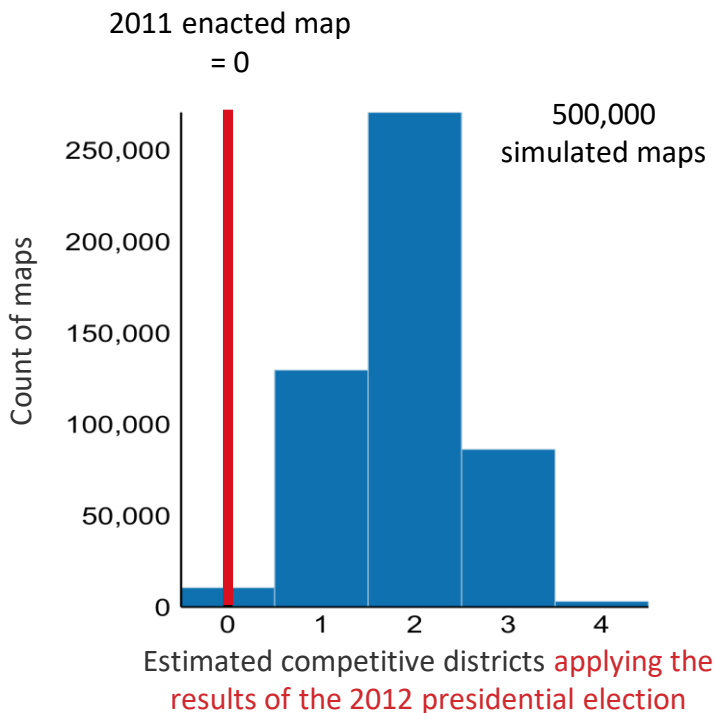 2011 enacted map
= 0
500,000
simulated maps
Count of maps
250,000
200,000
150,000
100,000
50,000
0
0 1 2 3 4
Estimated competitive districts applying the
results of the 2012 presidential election